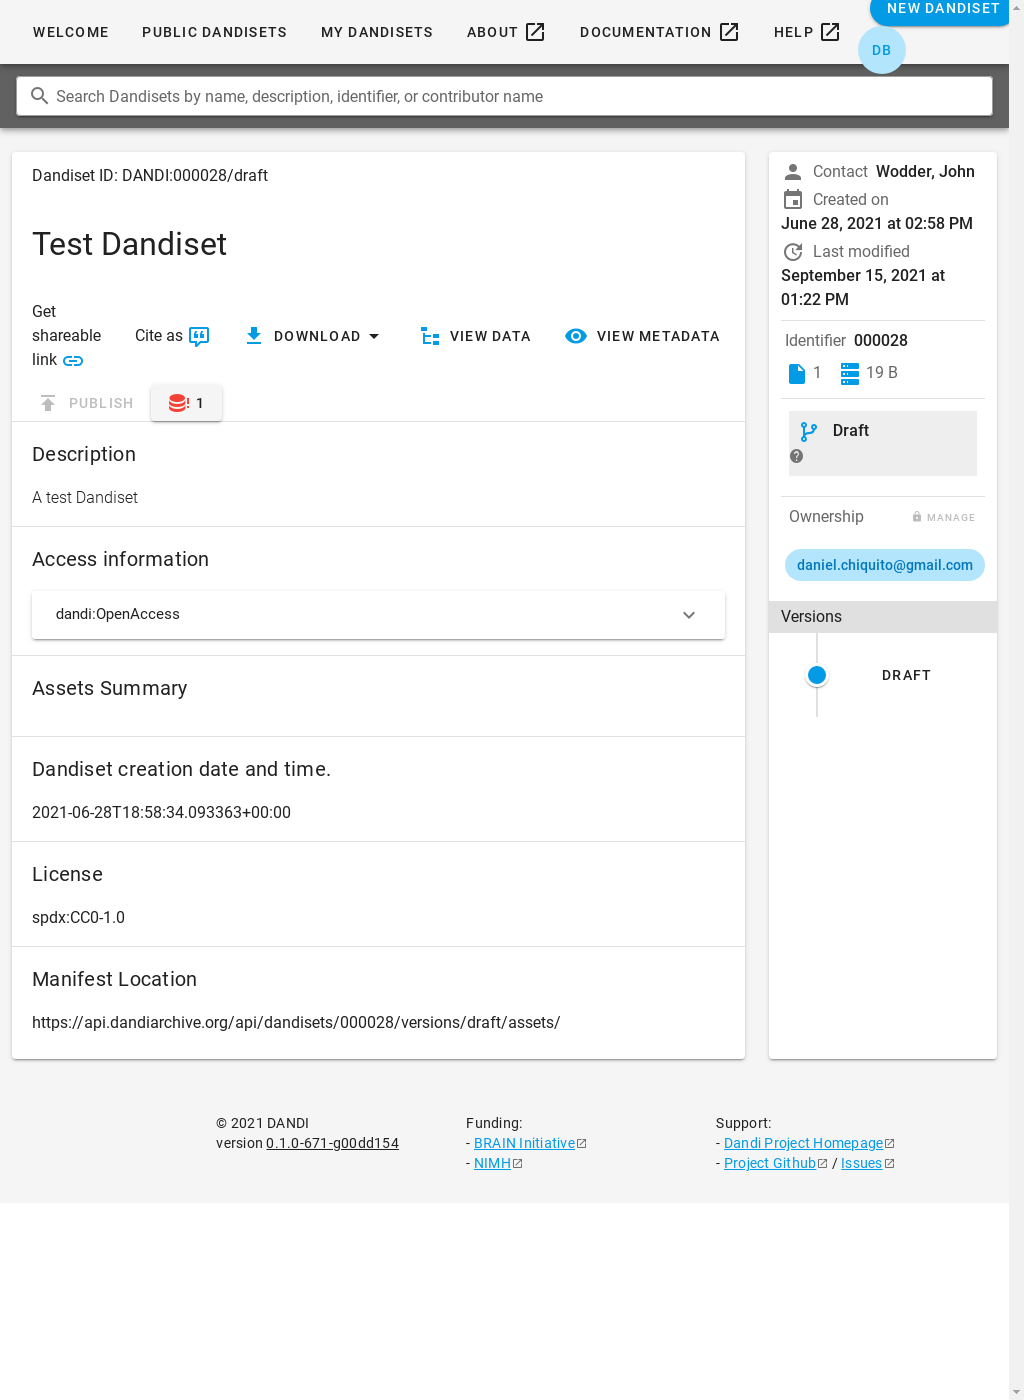 WELCOME PUBLIC DANDISETS MY DANDISETS ABOUT DOCUMENTATION HELP NEW DANDISET
DB
Search Dandisets by name, description, identifier, or contributor name
Dandiset ID: DANDI:000028/draft
Test Dandiset
Get
shareable
link
Cite as
DOWNLOAD
VIEW DATA
VIEW METADATA
PUBLISH
1
Description
A test Dandiset
Access information
dandi:OpenAccess
Assets Summary
Dandiset creation date and time.
2021-06-28T18:58:34.093363+00:00
License
spdx:CC0-1.0
Manifest Location
https://api.dandiarchive.org/api/dandisets/000028/versions/draft/assets/
Contact Wodder, John
Created on
June 28, 2021 at 02:58 PM
Last modified
September 15, 2021 at
01:22 PM
Identifier 000028
1 19 B
Draft
Ownership MANAGE
daniel.chiquito@gmail.com
Versions
DRAFT
© 2021 DANDI
version 0.1.0-671-g00dd154
Funding:
- BRAIN Initiative
- NIMH
Support:
- Dandi Project Homepage
- Project Github / Issues